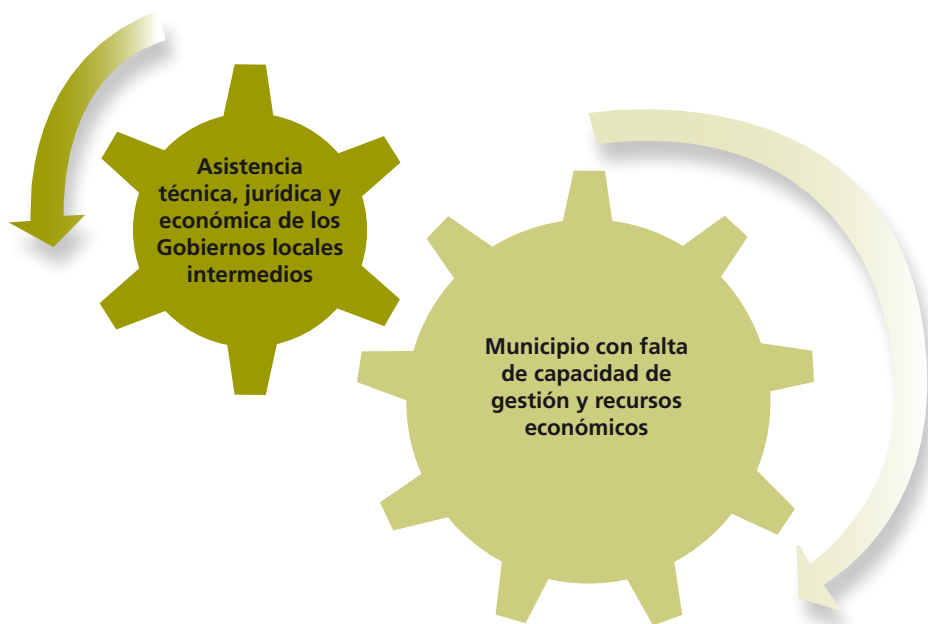 Asistencia
técnica, jurídica y
económica de los
Gobiernos locales
intermedios
Municipio con falta
de capacidad de
gestión y recursos
económicos